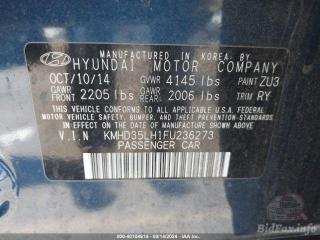 MANUFACTURED IN KOREA BY
HYUNDAI MOTOR COMPANY
OCT/10/14 GVWR 4145 lbs PAINT ZU3
GAWR FRONT 2205 lbs GAWR REAR 2006 lbs TRIM RY
THIS VEHICLE CONFORMS TO ALL APPLICABLE U.S.A FEDERAL
MOTOR VEHICLE SAFETY, BUMPER, AND THEFT PREVENTION
STANDARDS IN EFFECT ON THE DATE OF MANUFACTURE SHOWN
ABOVE.
V.I.N KMHD35LH1FU236273
PASSENGER CAR
BidFax.info